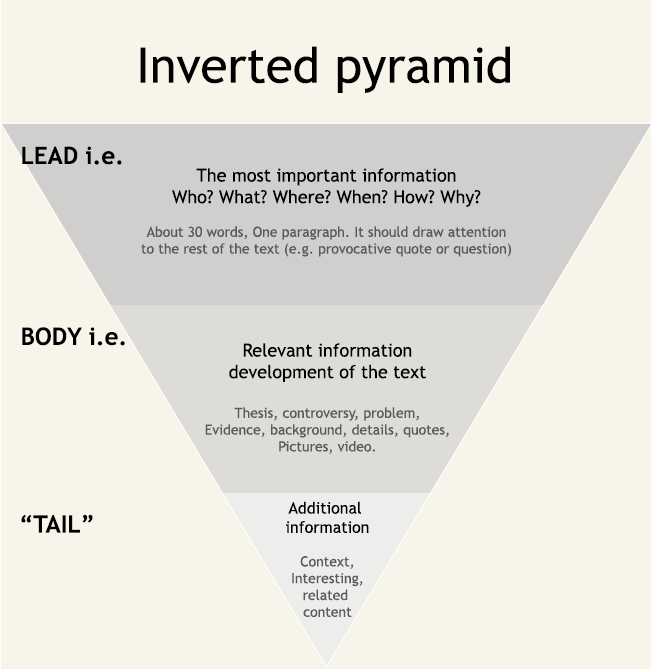 Inverted pyramid
LEAD i.e.
The most important information
Who? What? Where? When? How? Why?
About 30 words, One paragraph. It should draw attention
to the rest of the text (e.g. provocative quote or question)
BODY i.e.
Relevant information
development of the text
Thesis, controversy, problem,
Evidence, background, details, quotes,
Pictures, video.
“TAIL”
Additional
information
Context,
Interesting,
related
content